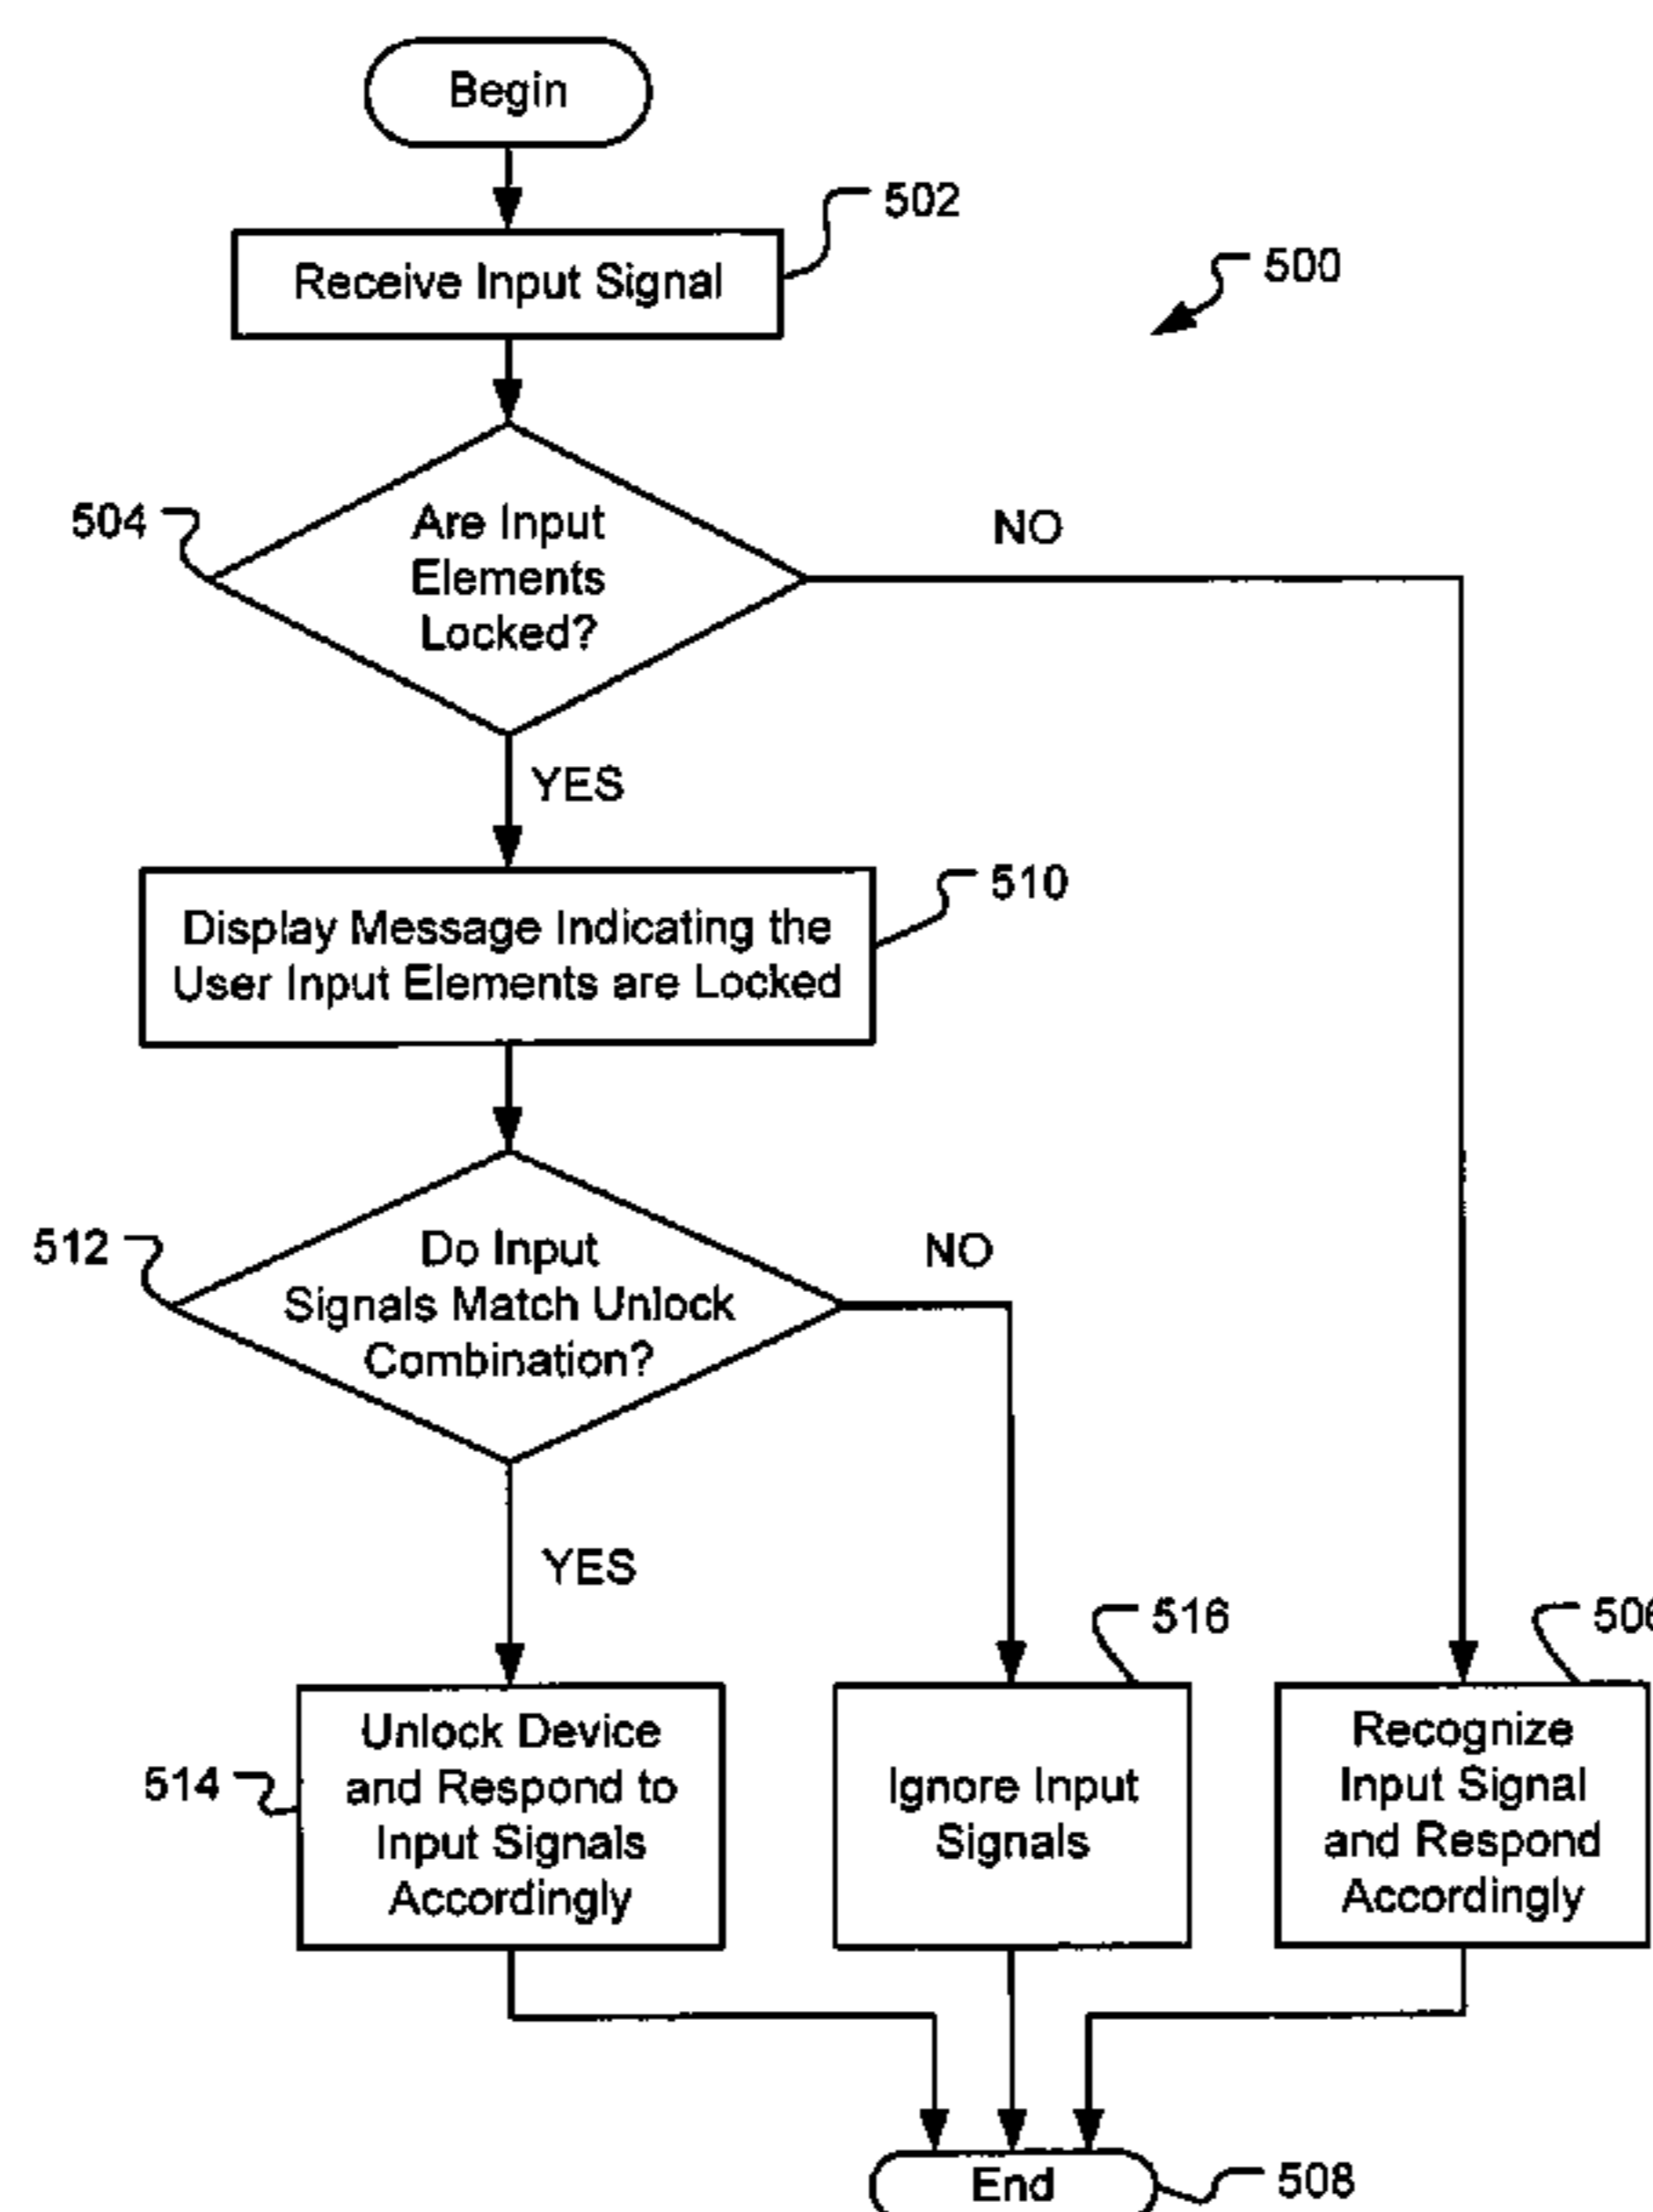 Begin
502
Receive Input Signal
500
504
Are Input
Elements
Locked?
NO
YES
510
Display Message Indicating the
User Input Elements are Locked
512
Do Input
Signals Match Unlock
Combination?
NO
YES
516
506
514
Unlock Device
and Respond to
Input Signals
Accordingly
Ignore Input
Signals
Recognize
Input Signal
and Respond
Accordingly
End
508